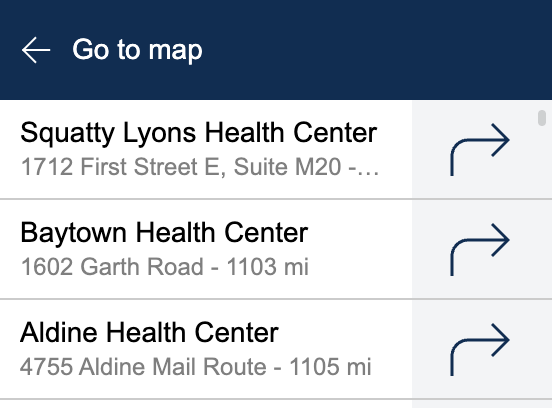 Go to map
Squatty Lyons Health Center
1712 First Street E, Suite M20 -...
Baytown Health Center
1602 Garth Road - 1103 mi
Aldine Health Center
4755 Aldine Mail Route - 1105 mi